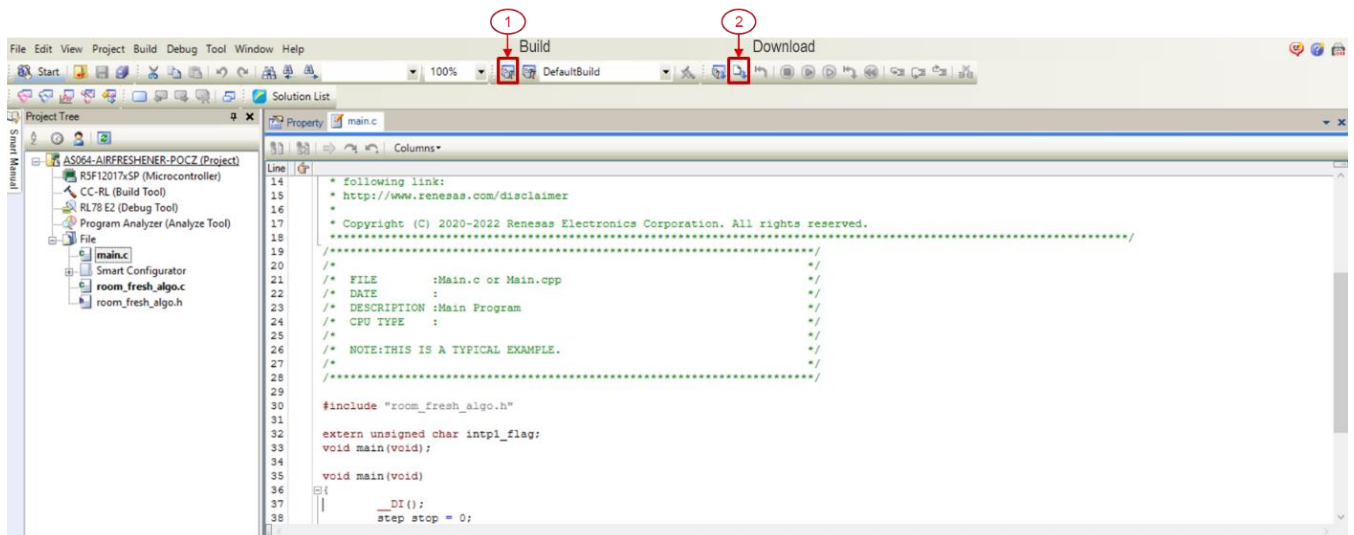 1 2
Build Download
File Edit View Project Build Debug Tool Window Help
Start 100% DefaultBuild
Solution List
Project Tree
Property main.c
Smart Manual
Columns
Line
AS064-AIRFRESHENER-POCZ (Project)
R5F12017xSP (Microcontroller)
CC-RL (Build Tool)
RL78 E2 (Debug Tool)
Program Analyzer (Analyze Tool)
File
main.c
Smart Configurator
room_fresh_algo.c
room_fresh_algo.h
14 * following link:
15 * http://www.renesas.com/disclaimer
16 *
17 * Copyright (C) 2020-2022 Renesas Electronics Corporation. All rights reserved.
18 ***********************************************************************************************************************/
19 /***********************************************************************/
20 /* */
21 /* FILE :Main.c or Main.cpp */
22 /* DATE : */
23 /* DESCRIPTION :Main Program */
24 /* CPU TYPE : */
25 /* */
26 /* NOTE:THIS IS A TYPICAL EXAMPLE. */
27 /* */
28 /***********************************************************************/
29
30 #include "room_fresh_algo.h"
31
32 extern unsigned char intp1_flag;
33 void main(void);
34
35 void main(void)
36 {
37 __DI();
38 step stop = 0;